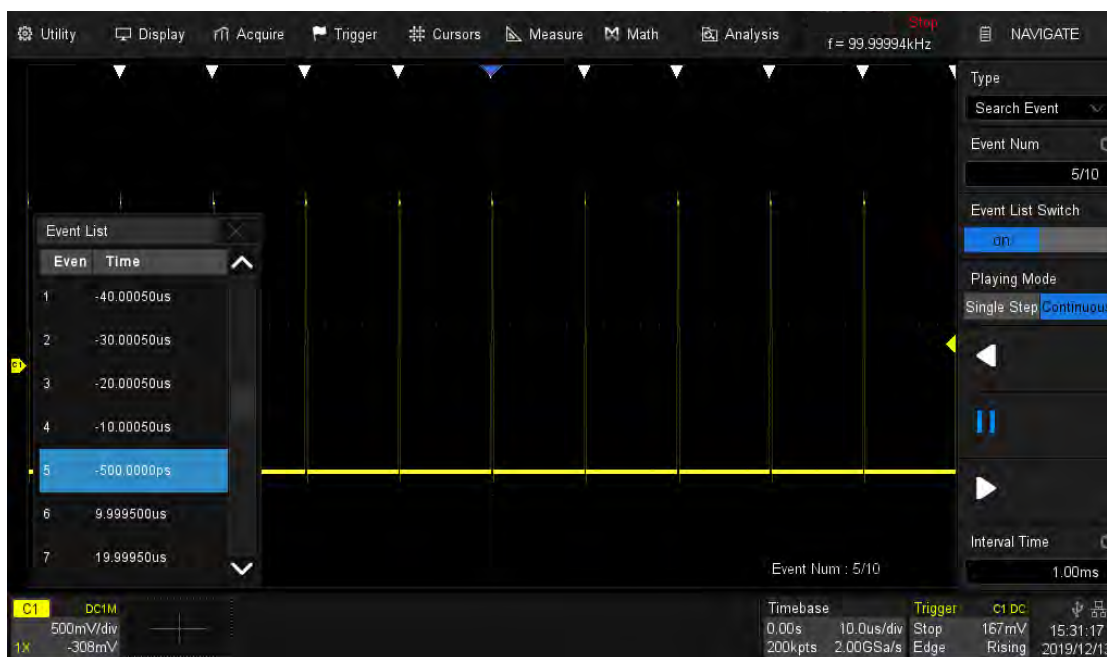 Utility Display Acquire Trigger Cursors Measure Math Analysis
Stop
f = 99.99994kHz
NAVIGATE
Type
Search Event
Event Num
5/10
Event List Switch
on
Playing Mode
Single Step Continuous
Interval Time
1.00ms
Event List
Even Time
1 -40.00050us
2 -30.00050us
3 -20.00050us
4 -10.00050us
5 -500.0000ps
6 9.999500us
7 19.99950us
C1
Event Num : 5/10
C1 DC1M
500mV/div
1X -308mV
Timebase
0.00s 10.0us/div
200kpts 2.00GSa/s
Trigger C1 DC
Stop 167mV
Edge Rising
15:31:17